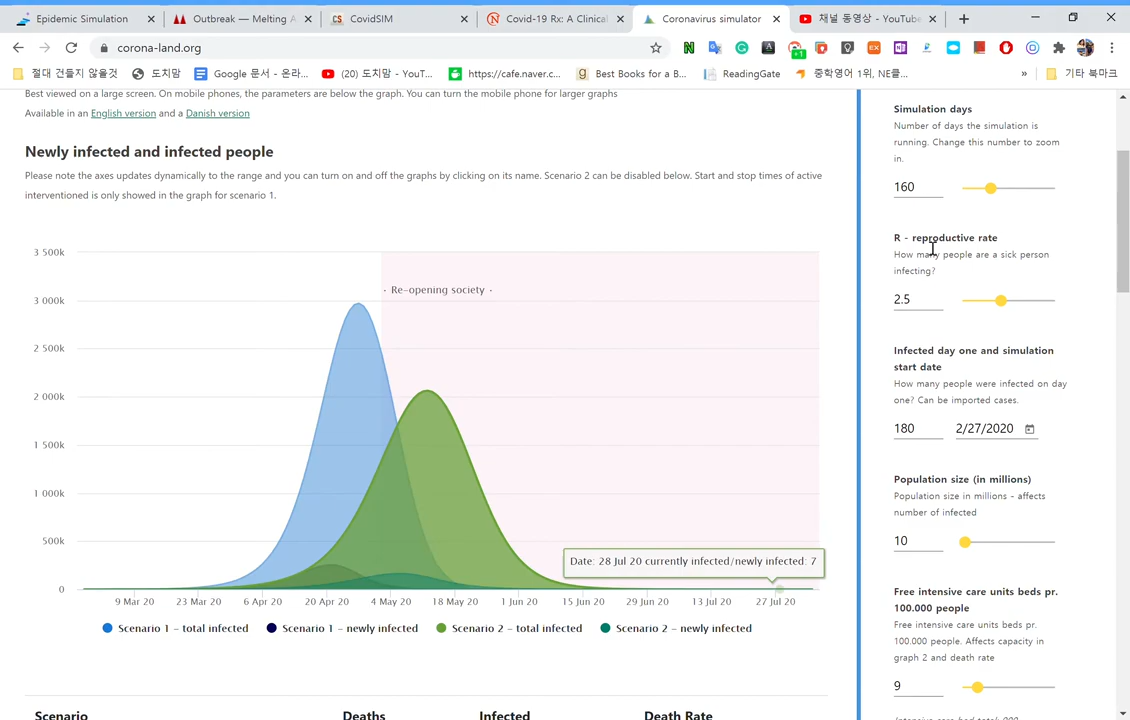 Epidemic Simulation
Outbreak — Melting A
CovidSIM
Covid-19 Rx: A Clinical
Coronavirus simulator
채널 동영상 - YouTube
corona-land.org
절대 건들지 않을것
도치맘
Google 문서 - 온라...
(20) 도치맘 - YouT...
https://cafe.naver.c...
Best Books for a B...
ReadingGate
중학영어 1위, NE클...
»
기타 북마크
Best viewed on a large screen. On mobile phones, the parameters are below the graph. You can turn the mobile phone for larger graphs
Available in an English version and a Danish version
Newly infected and infected people
Please note the axes updates dynamically to the range and you can turn on and off the graphs by clicking on its name. Scenario 2 can be disabled below. Start and stop times of active
interventioned is only showed in the graph for scenario 1.
3 500k
3 000k
2 500k
2 000k
1 500k
1 000k
500k
0
- Re-opening society -
Date: 28 Jul 20 currently infected/newly infected: 7
9 Mar 20
23 Mar 20
6 Apr 20
20 Apr 20
4 May 20
18 May 20
1 Jun 20
15 Jun 20
29 Jun 20
13 Jul 20
27 Jul 20
Scenario 1 - total infected
Scenario 1 - newly infected
Scenario 2 - total infected
Scenario 2 - newly infected
Scenario
Deaths
Infected
Death Rate
Simulation days
Number of days the simulation is
running. Change this number to zoom
in.
160
R - reproductive rate
How many people are a sick person
infecting?
2.5
Infected day one and simulation
start date
How many people were infected on day
one? Can be imported cases.
180
2/27/2020
Population size (in millions)
Population size in millions - affects
number of infected
10
Free intensive care units beds pr.
100.000 people
Free intensive care units beds pr.
100.000 people. Affects capacity in
graph 2 and death rate
9